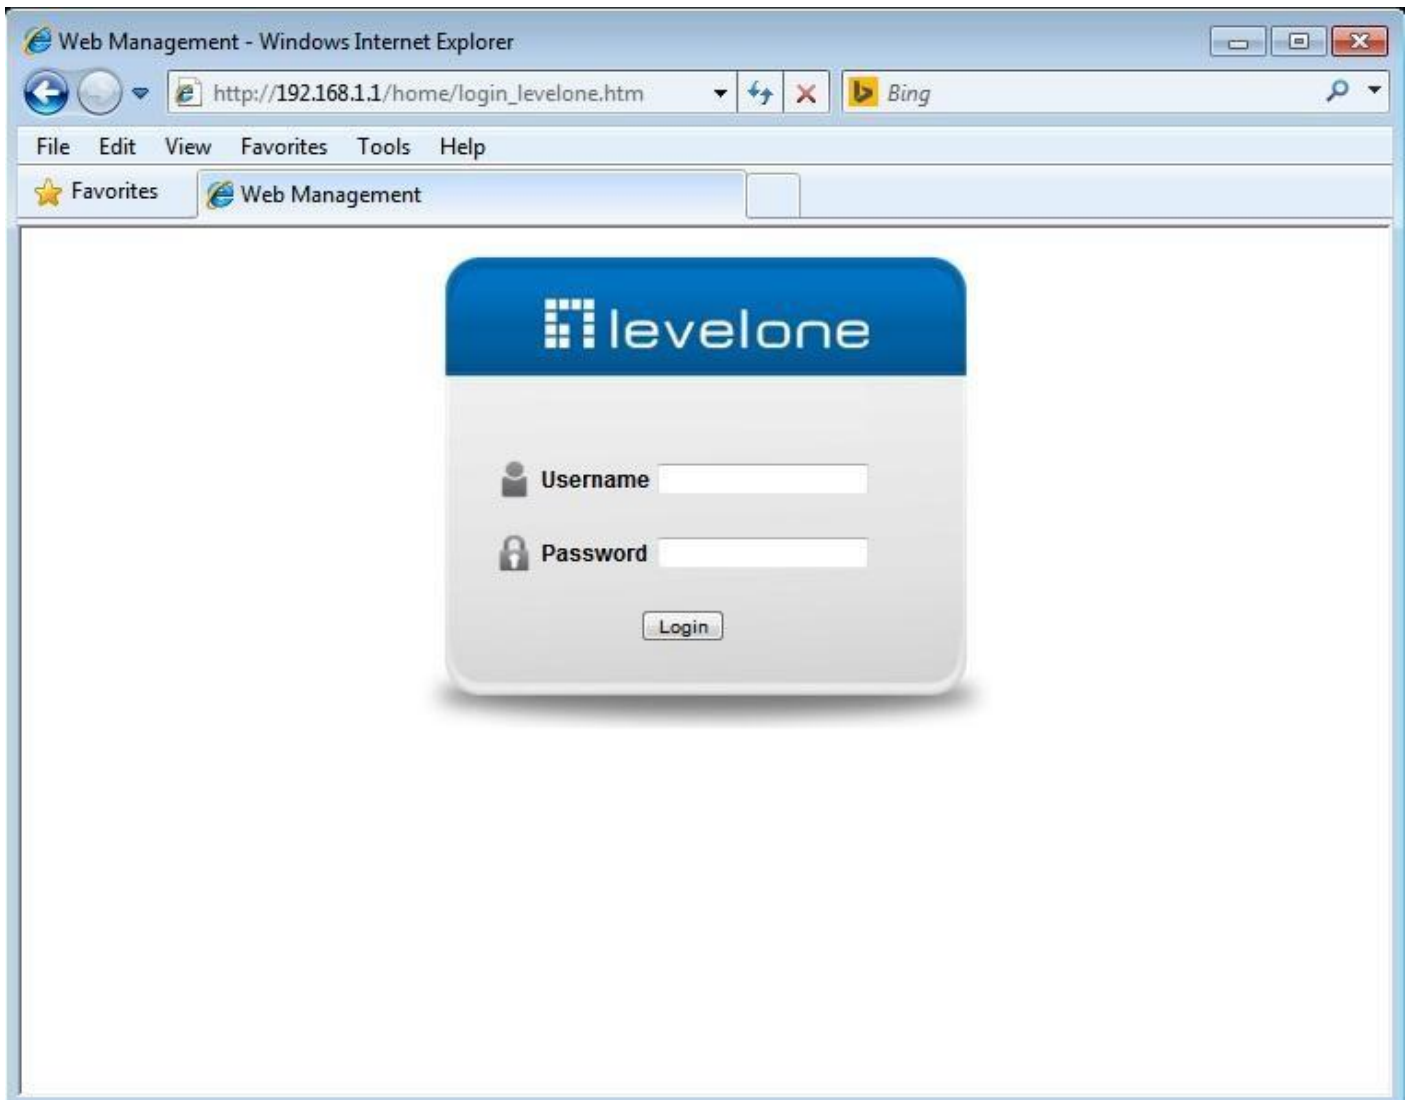 Web Management - Windows Internet Explorer
http://192.168.1.1/home/login_levelone.htm
Bing
File Edit View Favorites Tools Help
Favorites
Web Management
levelone
Username
Password
Login